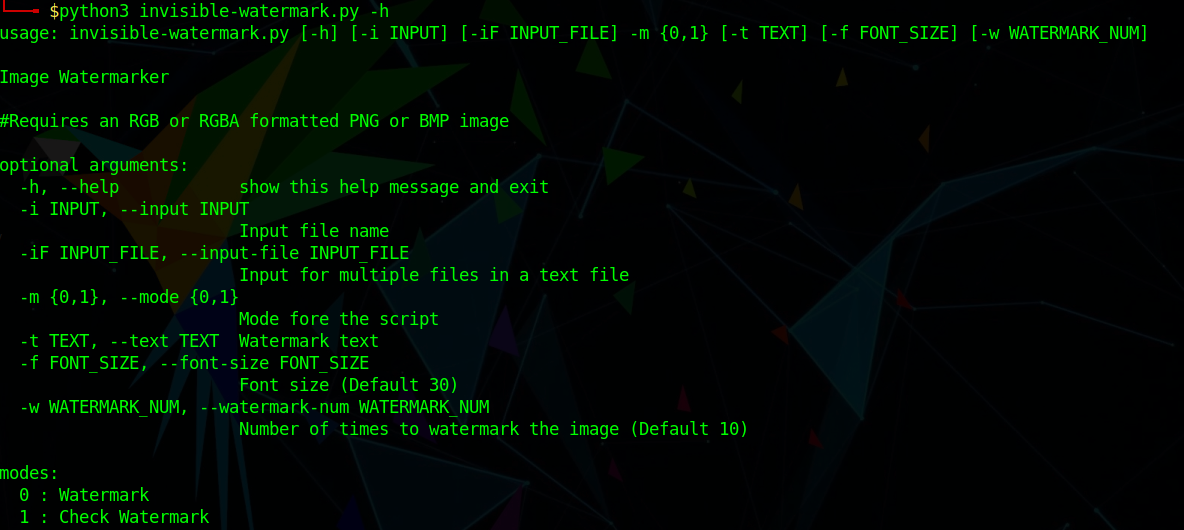 $python3 invisible-watermark.py -h
usage: invisible-watermark.py [-h] [-i INPUT] [-iF INPUT_FILE] -m {0,1} [-t TEXT] [-f FONT_SIZE] [-w WATERMARK_NUM]
Image Watermarker
#Requires an RGB or RGBA formatted PNG or BMP image
optional arguments:
-h, --help show this help message and exit
-i INPUT, --input INPUT
Input file name
-iF INPUT_FILE, --input-file INPUT_FILE
Input for multiple files in a text file
-m {0,1}, --mode {0,1}
Mode fore the script
-t TEXT, --text TEXT Watermark text
-f FONT_SIZE, --font-size FONT_SIZE
Font size (Default 30)
-w WATERMARK_NUM, --watermark-num WATERMARK_NUM
Number of times to watermark the image (Default 10)
modes:
0 : Watermark
1 : Check Watermark